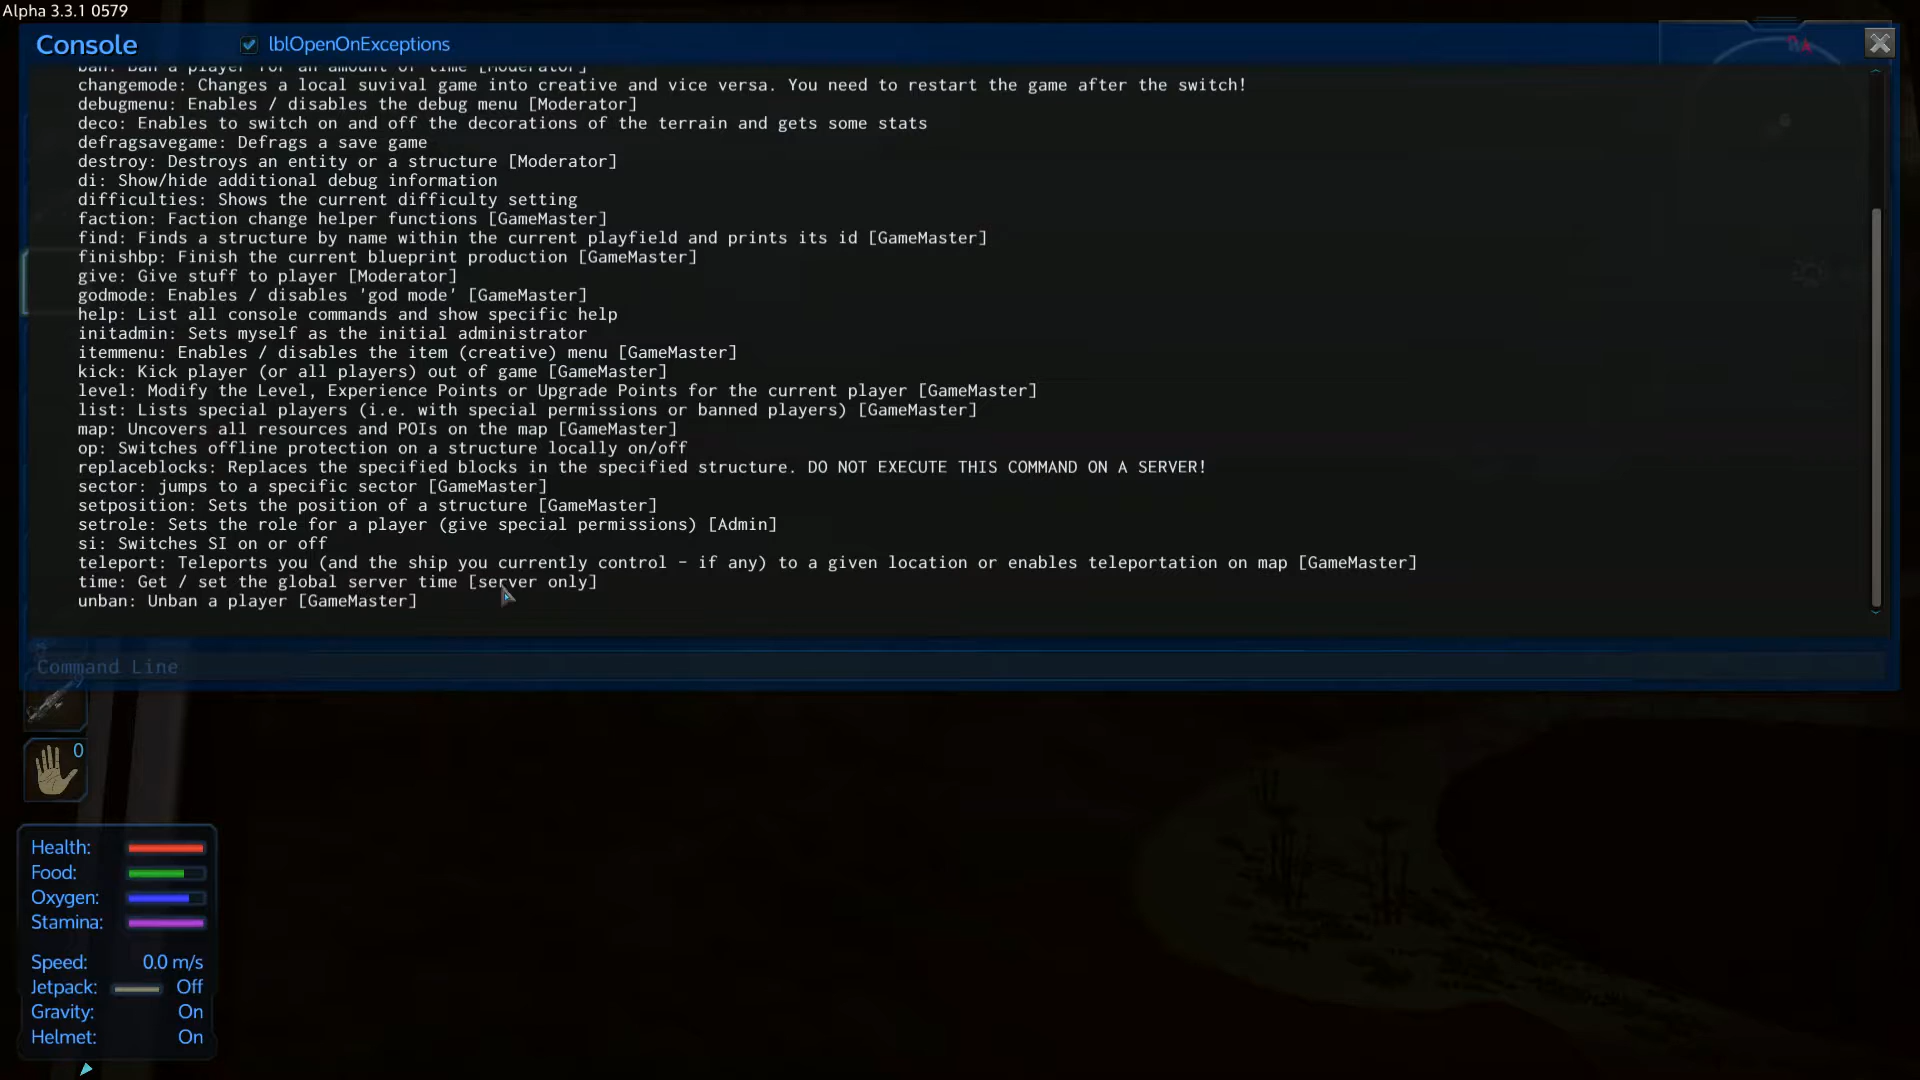 Alpha 3.3.1 0579
Console
lblOpenOnExceptions
ban: Ban a player for an amount of time [Moderator]
changemode: Changes a local suvival game into creative and vice versa. You need to restart the game after the switch!
debugmenu: Enables / disables the debug menu [Moderator]
deco: Enables to switch on and off the decorations of the terrain and gets some stats
defragsavegame: Defrags a save game
destroy: Destroys an entity or a structure [Moderator]
di: Show/hide additional debug information
difficulties: Shows the current difficulty setting
faction: Faction change helper functions [GameMaster]
find: Finds a structure by name within the current playfield and prints its id [GameMaster]
finishbp: Finish the current blueprint production [GameMaster]
give: Give stuff to player [Moderator]
godmode: Enables / disables 'god mode' [GameMaster]
help: List all console commands and show specific help
initadmin: Sets myself as the initial administrator
itemmenu: Enables / disables the item (creative) menu [GameMaster]
kick: Kick player (or all players) out of game [GameMaster]
level: Modify the Level, Experience Points or Upgrade Points for the current player [GameMaster]
list: Lists special players (i.e. with special permissions or banned players) [GameMaster]
map: Uncovers all resources and POIs on the map [GameMaster]
op: Switches offline protection on a structure locally on/off
replaceblocks: Replaces the specified blocks in the specified structure. DO NOT EXECUTE THIS COMMAND ON A SERVER!
sector: jumps to a specific sector [GameMaster]
setposition: Sets the position of a structure [GameMaster]
setrole: Sets the role for a player (give special permissions) [Admin]
si: Switches SI on or off
teleport: Teleports you (and the ship you currently control - if any) to a given location or enables teleportation on map [GameMaster]
time: Get / set the global server time [server only]
unban: Unban a player [GameMaster]
Command Line
0
Health:
Food:
Oxygen:
Stamina:
Speed: 0.0 m/s
Jetpack: Off
Gravity: On
Helmet: On